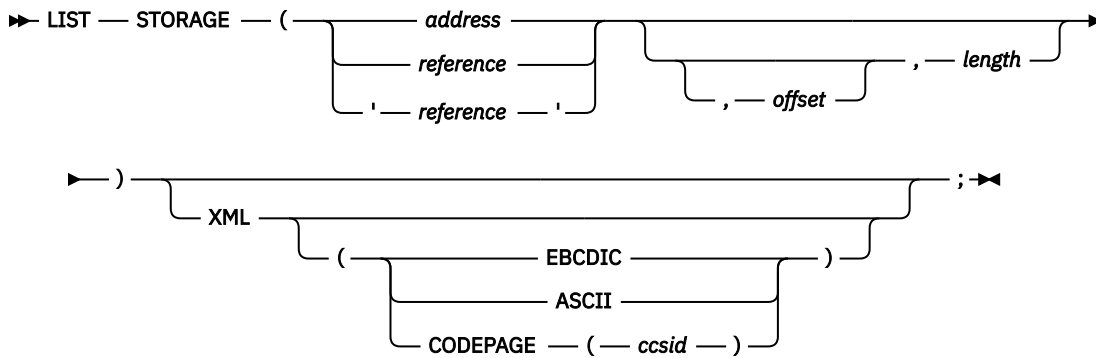 LIST STORAGE ( address
reference
' reference '
, offset , length
) ;
XML
( EBCDIC )
ASCII
CODEPAGE ( ccsid )